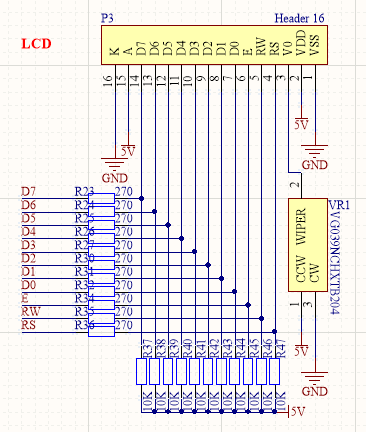 P3
Header 16
LCD
K
A
D7
D6
D5
D4
D3
D2
D1
D0
E
RW
RS
V0
VDD
VSS
16
15
14
13
12
11
10
9
8
7
6
5
4
3
2
1
5V
GND
5V
GND
D7 R23 270
D6 R24 270
D5 R25 270
D4 R26 270
D3 R27 270
D2 R30 270
D1 R31 270
D0 R32 270
E R34 270
RW R35 270
RS R36 270
2
VR1
WIPER
CCW
CW
1
3
5V
GND
R37
R38
R39
R40
R41
R42
R43
R44
R45
R46
R47
10K
10K
10K
10K
10K
10K
10K
10K
10K
10K
10K
5V